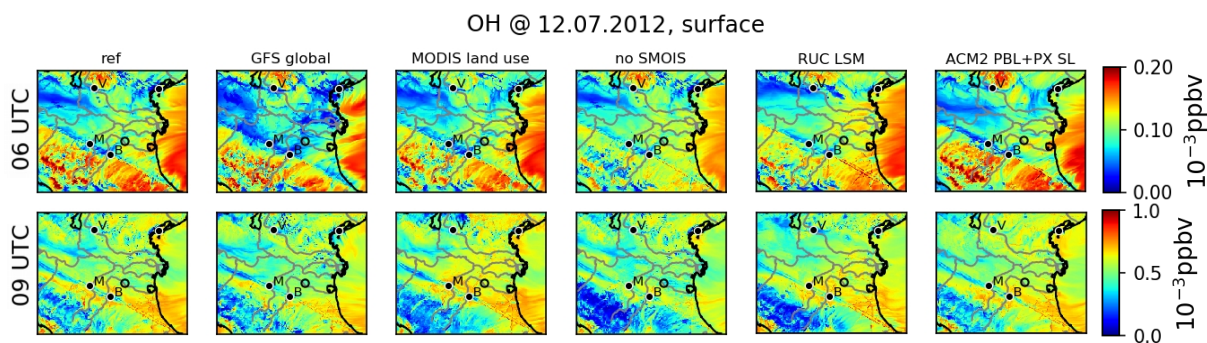 OH @ 12.07.2012, surface
ref GFS global MODIS land use no SMOIS RUC LSM ACM2 PBL+PX SL
06 UTC
V M B
V M B
V M B
V M B
V M B
V M B
0.20
0.10
0.00
10⁻³ppbv
09 UTC
V M B
V M B
V M B
V M B
V M B
V M B
1.0
0.5
0.0
10⁻³ppbv